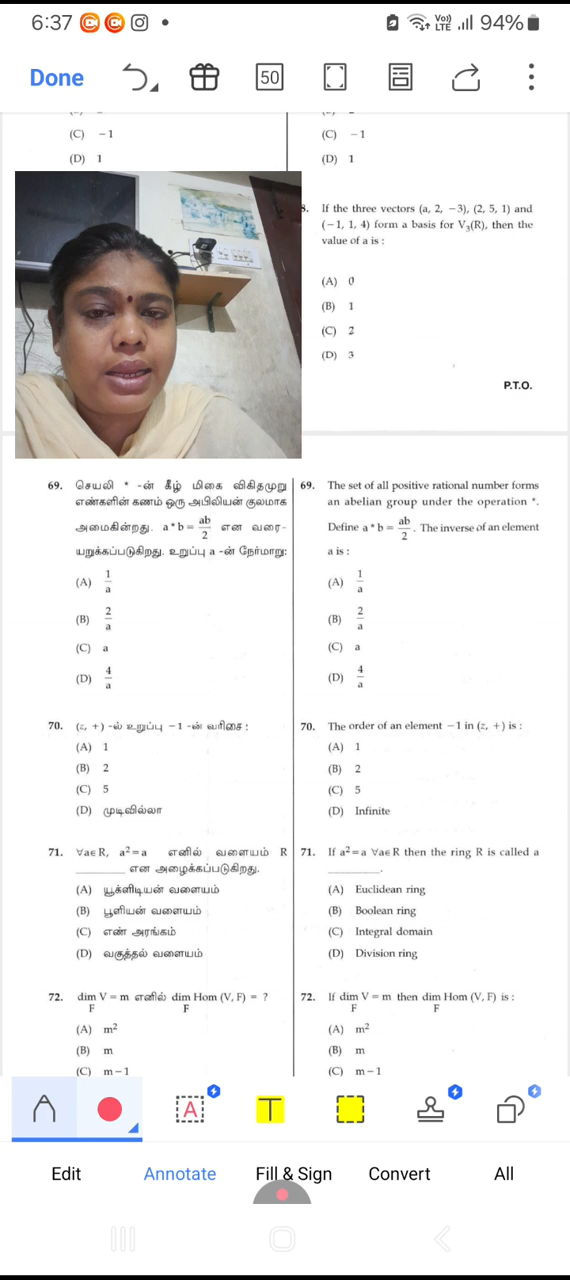 6:37
Vo))
LTE
94%
Done
50
(C) −1
(D) 1
(C) −1
(D) 1
If the three vectors (a, 2, −3), (2, 5, 1) and
(−1, 1, 4) form a basis for V₃(R), then the
value of a is :
(A) 0
(B) 1
(C) 2
(D) 3
P.T.O.
69. செயலி * -ன் கீழ் மிகை விகிதமுறு
எண்களின் கணம் ஒரு அபிலியன் குலமாக
அமைகின்றது. a * b = ab/2 என வரை-
யறுக்கப்படுகிறது. உறுப்பு a -ன் நேர்மாறு:
(A) 1/a
(B) 2/a
(C) a
(D) 4/a
69. The set of all positive rational number forms
an abelian group under the operation *.
Define a * b = ab/2 . The inverse of an element
a is :
(A) 1/a
(B) 2/a
(C) a
(D) 4/a
70. (z, +) -ல் உறுப்பு −1 -ன் வரிசை :
(A) 1
(B) 2
(C) 5
(D) முடிவில்லா
70. The order of an element −1 in (z, +) is :
(A) 1
(B) 2
(C) 5
(D) Infinite
71. ∀a∈R, a²=a எனில் வளையம் R
________ என அழைக்கப்படுகிறது.
(A) யூக்ளிடியன் வளையம்
(B) பூளியன் வளையம்
(C) எண் அரங்கம்
(D) வகுத்தல் வளையம்
71. If a²=a ∀a∈R then the ring R is called a
________.
(A) Euclidean ring
(B) Boolean ring
(C) Integral domain
(D) Division ring
72. dim V = m எனில் dim Hom (V, F) = ?
F F
(A) m²
(B) m
(C) m−1
72. If dim V = m then dim Hom (V, F) is :
F F
(A) m²
(B) m
(C) m−1
A
T
Edit
Annotate
Fill & Sign
Convert
All